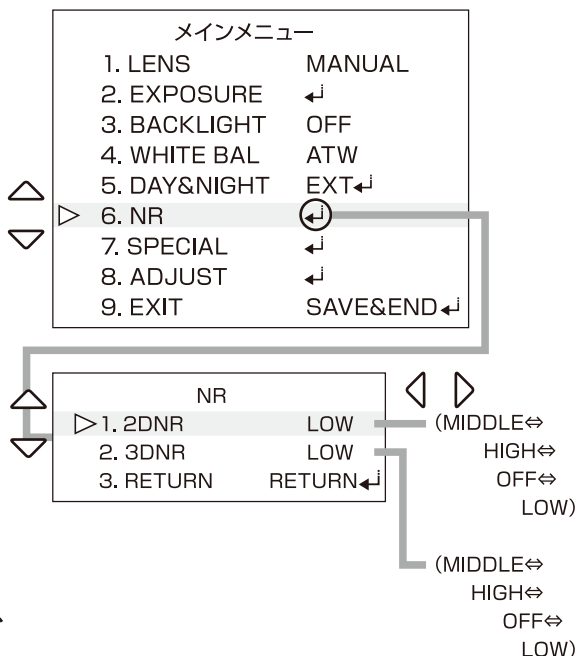 メインメニュー
1. LENS MANUAL
2. EXPOSURE ↵
3. BACKLIGHT OFF
4. WHITE BAL ATW
5. DAY&NIGHT EXT↵
▷ 6. NR ↵
7. SPECIAL ↵
8. ADJUST ↵
9. EXIT SAVE&END↵
NR
▷1. 2DNR LOW
2. 3DNR LOW
3. RETURN RETURN↵
(MIDDLE⇔
HIGH⇔
OFF⇔
LOW)
(MIDDLE⇔
HIGH⇔
OFF⇔
LOW)